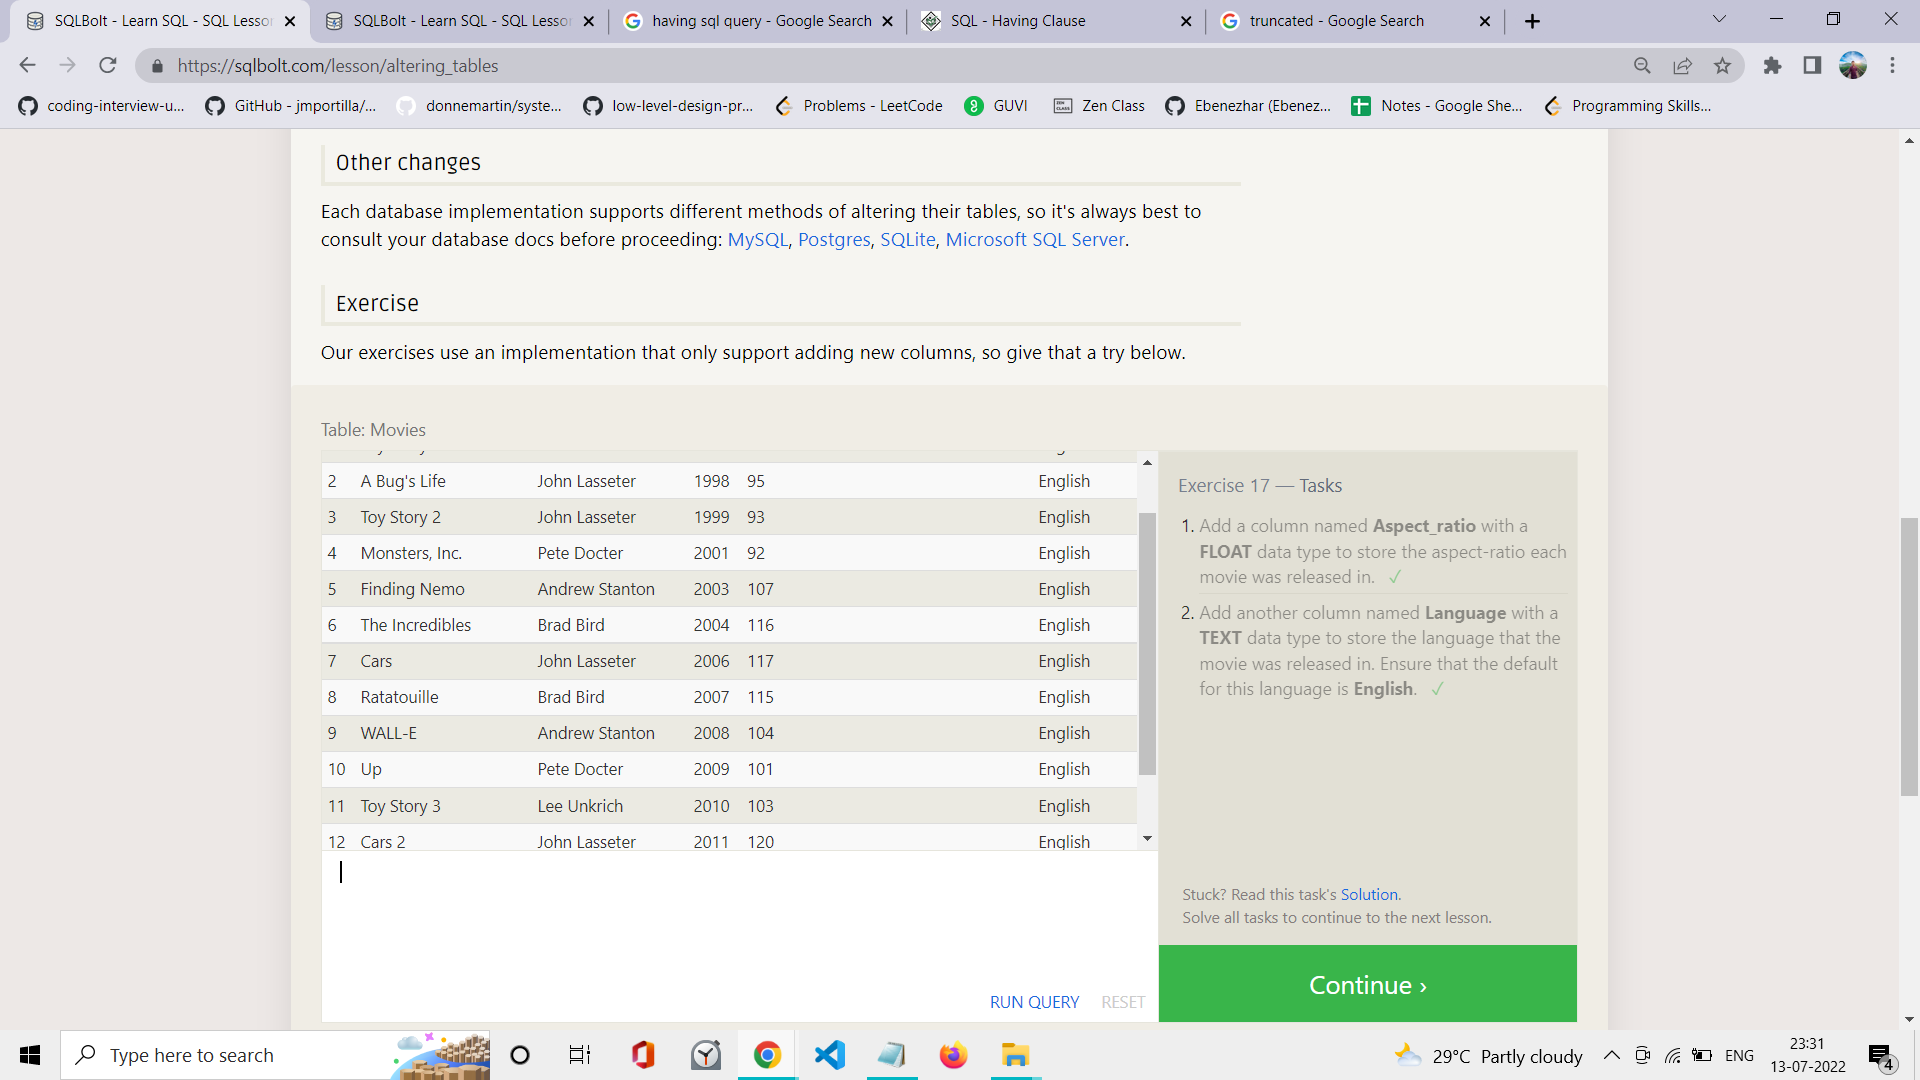 SQLBolt - Learn SQL - SQL Lesson
SQLBolt - Learn SQL - SQL Lesson
having sql query - Google Search
SQL - Having Clause
truncated - Google Search
https://sqlbolt.com/lesson/altering_tables
coding-interview-u...
GitHub - jmportilla/...
donnemartin/syste...
low-level-design-pr...
Problems - LeetCode
GUVI
Zen Class
Ebenezhar (Ebenez...
Notes - Google She...
Programming Skills...
Other changes
Each database implementation supports different methods of altering their tables, so it's always best to
consult your database docs before proceeding: MySQL, Postgres, SQLite, Microsoft SQL Server.
Exercise
Our exercises use an implementation that only support adding new columns, so give that a try below.
Table: Movies
2 A Bug's Life John Lasseter 1998 95 English
3 Toy Story 2 John Lasseter 1999 93 English
4 Monsters, Inc. Pete Docter 2001 92 English
5 Finding Nemo Andrew Stanton 2003 107 English
6 The Incredibles Brad Bird 2004 116 English
7 Cars John Lasseter 2006 117 English
8 Ratatouille Brad Bird 2007 115 English
9 WALL-E Andrew Stanton 2008 104 English
10 Up Pete Docter 2009 101 English
11 Toy Story 3 Lee Unkrich 2010 103 English
12 Cars 2 John Lasseter 2011 120 English
RUN QUERY RESET
Exercise 17 — Tasks
1. Add a column named Aspect_ratio with a
FLOAT data type to store the aspect-ratio each
movie was released in. ✓
2. Add another column named Language with a
TEXT data type to store the language that the
movie was released in. Ensure that the default
for this language is English. ✓
Stuck? Read this task's Solution.
Solve all tasks to continue to the next lesson.
Continue ›
Type here to search
29°C Partly cloudy
ENG
23:31
13-07-2022
4